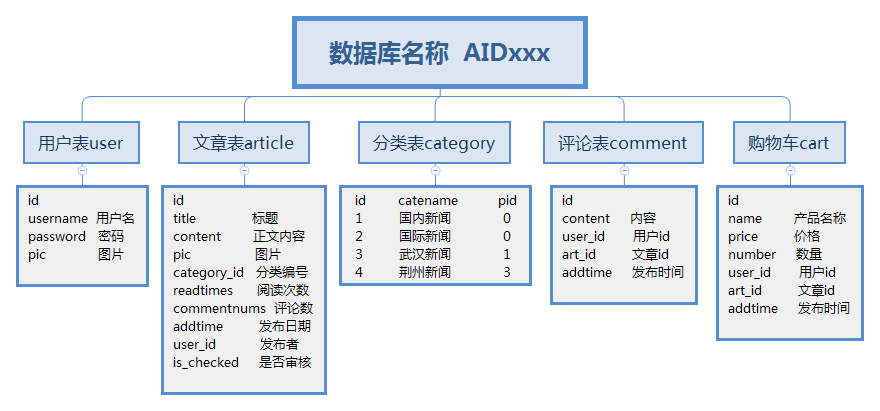 数据库名称 AIDxxx
用户表user
文章表article
分类表category
评论表comment
购物车cart
id
username 用户名
password 密码
pic 图片
id
title 标题
content 正文内容
pic 图片
category_id 分类编号
readtimes 阅读次数
commentnums 评论数
addtime 发布日期
user_id 发布者
is_checked 是否审核
id catename pid
1 国内新闻 0
2 国际新闻 0
3 武汉新闻 1
4 荆州新闻 3
id
content 内容
user_id 用户id
art_id 文章id
addtime 发布时间
id
name 产品名称
price 价格
number 数量
user_id 用户id
art_id 文章id
addtime 发布时间